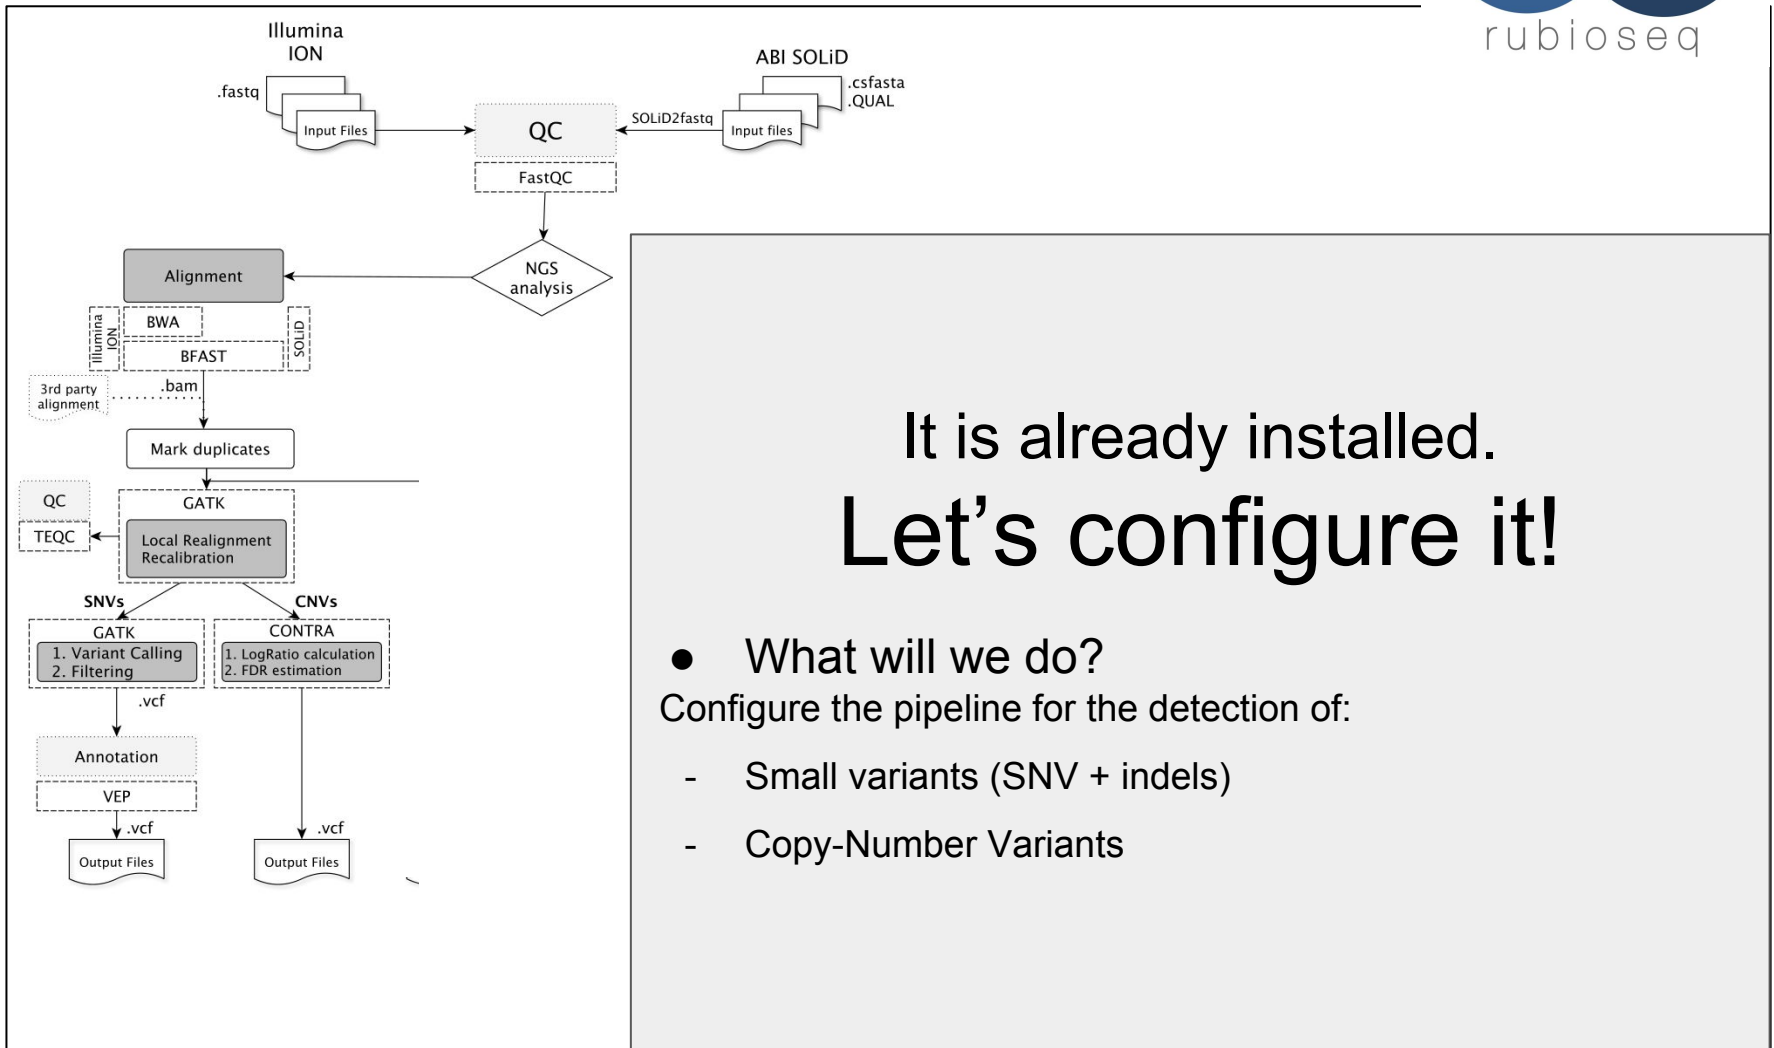 rubioseq
Illumina
ION
.fastq
Input Files
ABI SOLiD
.csfasta
.QUAL
Input files
SOLiD2fastq
QC
FastQC
NGS
analysis
Alignment
Illumina
ION
BWA
BFAST
SOLiD
3rd party
alignment
.bam
Mark duplicates
QC
TEQC
GATK
Local Realignment
Recalibration
SNVs
CNVs
GATK
1. Variant Calling
2. Filtering
CONTRA
1. LogRatio calculation
2. FDR estimation
.vcf
Annotation
VEP
.vcf
.vcf
Output Files
Output Files
It is already installed.
Let’s configure it!
● What will we do?
Configure the pipeline for the detection of:
- Small variants (SNV + indels)
- Copy-Number Variants